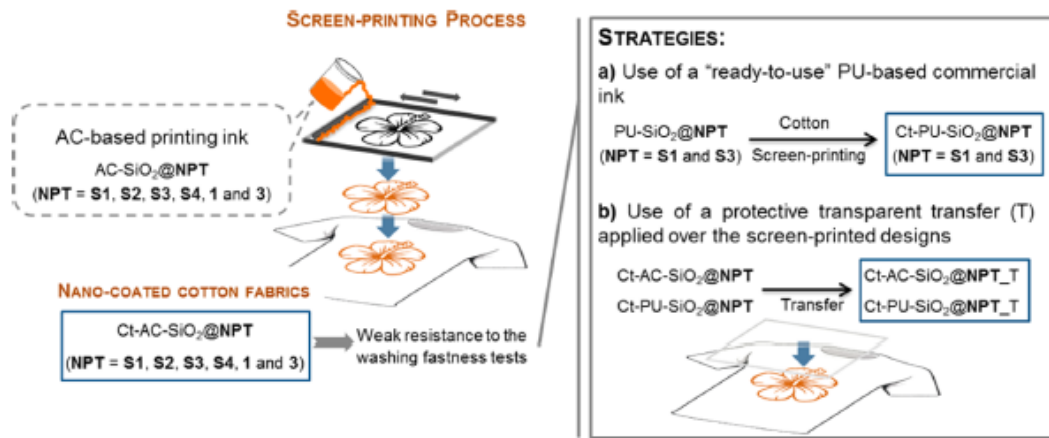 SCREEN-PRINTING PROCESS
AC-based printing ink
AC-SiO₂@NPT
(NPT = S1, S2, S3, S4, 1 and 3)
NANO-COATED COTTON FABRICS
Ct-AC-SiO₂@NPT
(NPT = S1, S2, S3, S4, 1 and 3)
Weak resistance to the
washing fastness tests
STRATEGIES:
a) Use of a “ready-to-use” PU-based commercial
ink
PU-SiO₂@NPT
(NPT = S1 and S3)
Cotton
Screen-printing
Ct-PU-SiO₂@NPT
(NPT = S1 and S3)
b) Use of a protective transparent transfer (T)
applied over the screen-printed designs
Ct-AC-SiO₂@NPT
Ct-PU-SiO₂@NPT
Transfer
Ct-AC-SiO₂@NPT_T
Ct-PU-SiO₂@NPT_T